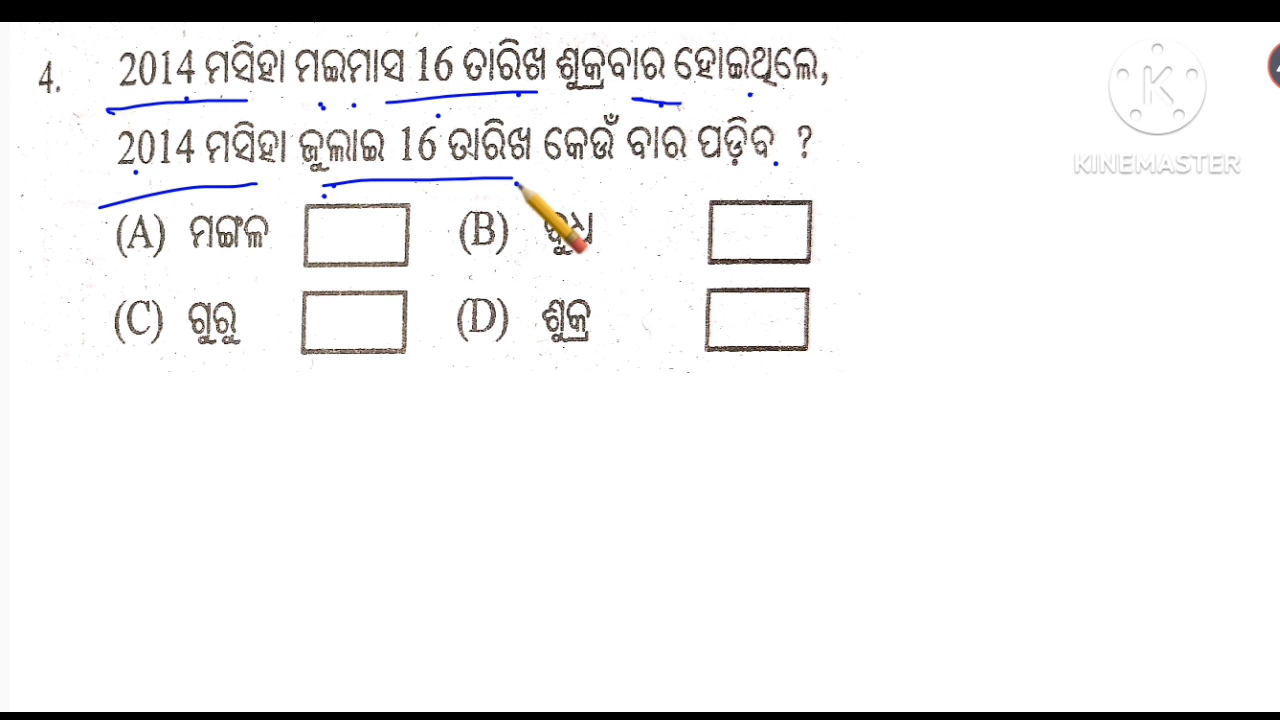 4. 2014 ମସିହା ମଇମାସ 16 ତାରିଖ ଶୁକ୍ରବାର ହୋଇଥିଲେ,
2014 ମସିହା ଜୁଲାଇ 16 ତାରିଖ କେଉଁ ବାର ପଡ଼ିବ ?
(A) ମଙ୍ଗଳ (B) ବୁଧ
(C) ଗୁରୁ (D) ଶୁକ୍ର
K
KINEMASTER